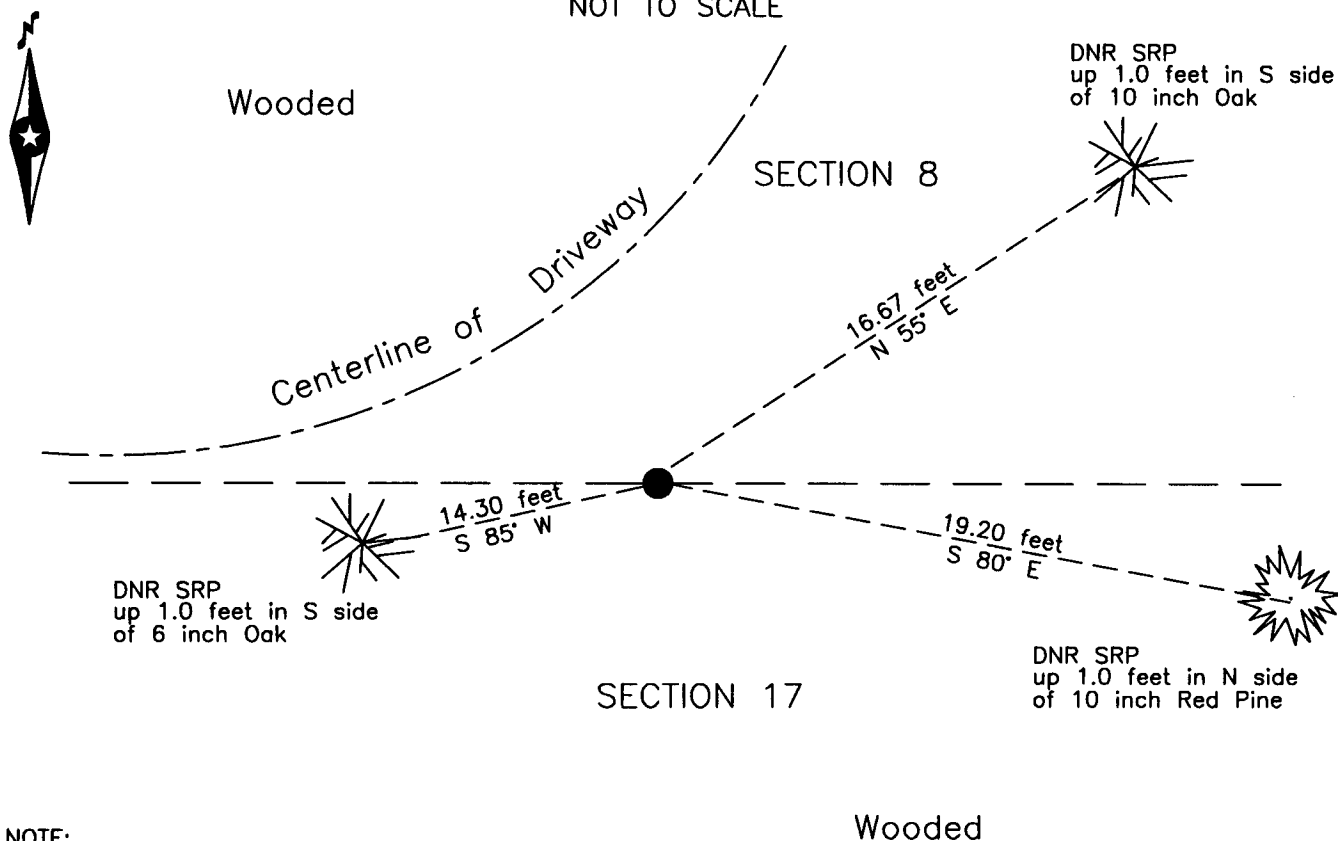 NOT TO SCALE
N
Wooded
DNR SRP
up 1.0 feet in S side
of 10 inch Oak
SECTION 8
Centerline of Driveway
16.67 feet
N 55° E
14.30 feet
S 85° W
19.20 feet
S 80° E
DNR SRP
up 1.0 feet in S side
of 6 inch Oak
DNR SRP
up 1.0 feet in N side
of 10 inch Red Pine
SECTION 17
Wooded
NOTE: